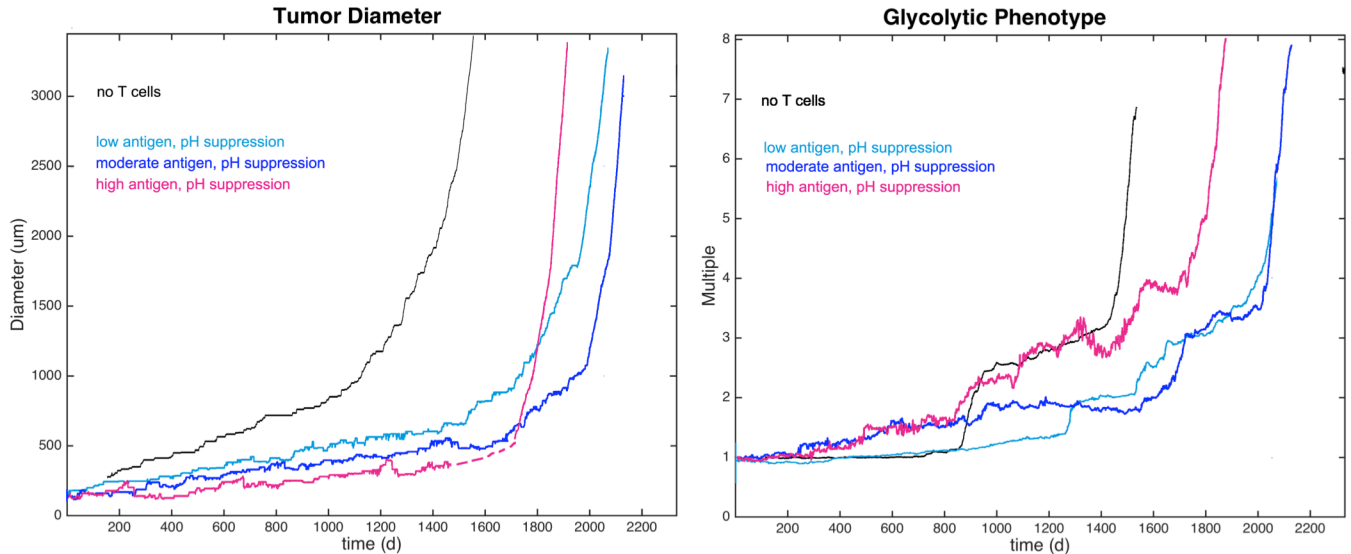 Tumor Diameter
3000
2500
2000
1500
1000
500
0
Diameter (um)
no T cells
low antigen, pH suppression
moderate antigen, pH suppression
high antigen, pH suppression
200 400 600 800 1000 1200 1400 1600 1800 2000 2200
time (d)
Glycolytic Phenotype
8
7
6
5
4
3
2
1
0
Multiple
no T cells
low antigen, pH suppression
moderate antigen, pH suppression
high antigen, pH suppression
200 400 600 800 1000 1200 1400 1600 1800 2000 2200
time (d)